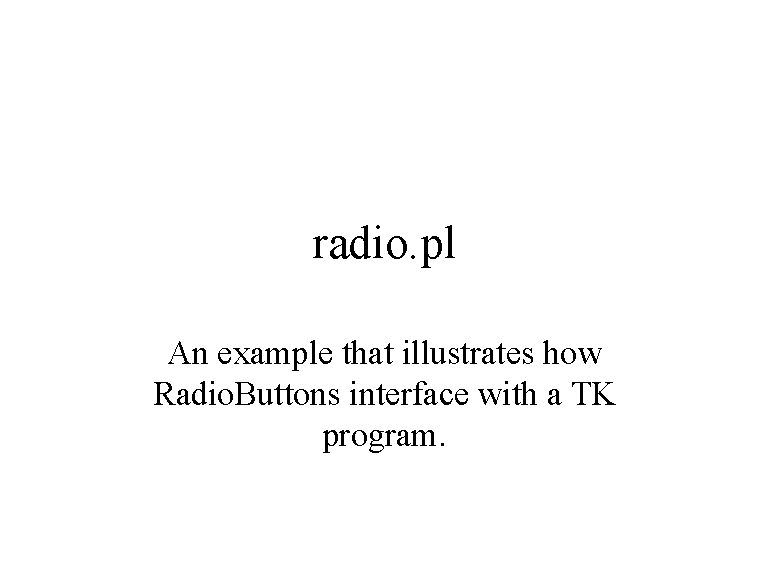 radio.pl
An example that illustrates how
RadioButtons interface with a TK
program.